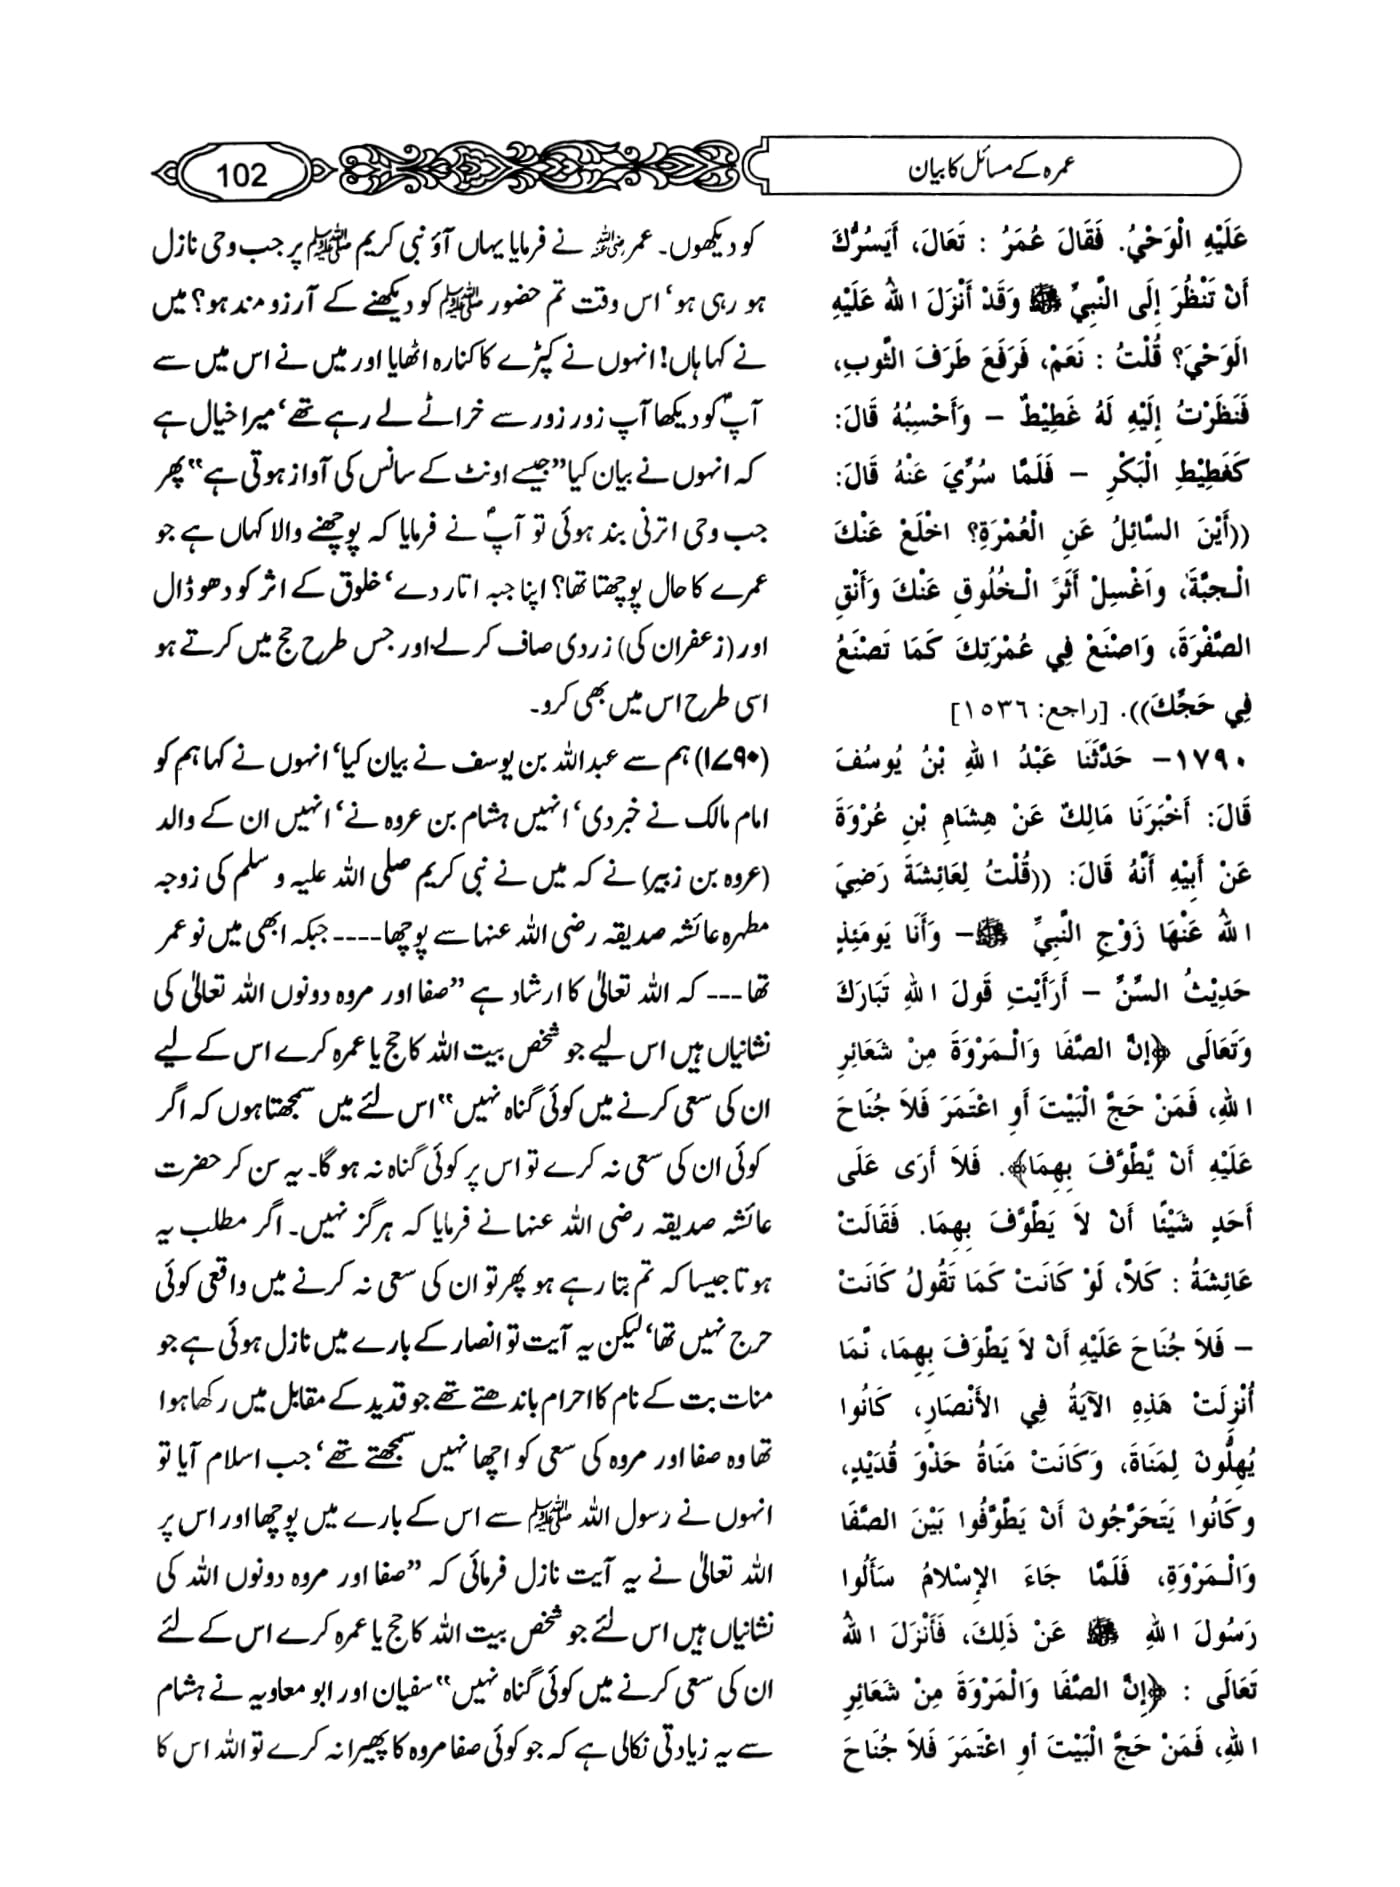 عمرہ کے مسائل کا بیان
102
عَلَيْهِ الْوَحْيُ. فَقَالَ عُمَرُ : تَعَالَ، أَيَسُرُّكَ
أَنْ تَنْظُرَ إِلَى النَّبِيِّ ﷺ وَقَدْ أَنْزَلَ اللهُ عَلَيْهِ
الْوَحْيَ؟ قُلْتُ : نَعَمْ، فَرَفَعَ طَرَفَ الثَّوبِ،
فَنَظَرْتُ إِلَيْهِ لَهُ غَطِيْطٌ – وَأَحْسِبُهُ قَالَ:
كَغَطِيْطِ الْبَكْرِ – فَلَمَّا سُرِّيَ عَنْهُ قَالَ:
((أَيْنَ السَّائِلُ عَنِ الْعُمْرَةِ؟ اخْلَعْ عَنْكَ
الْـجبَّةَ، واَغْسِلْ أَثَرَ الْـخُلُوقِ عَنْكَ وَأَنْقِ
الصُّفْرَةَ، وَاصْنَعْ فِي عُمْرَتِكَ كَمَا تَصْنَعُ
فِي حَجِّكَ)). [راجع: ١٥٣٦]
١٧٩٠– حَدَّثَنَا عَبْدُ اللهِ بْنُ يُوسُفَ
قَالَ: أَخْبَرَنَا مَالِكٌ عَنْ هِشَامِ بْنِ عُرْوَةَ
عَنْ أَبِيْهِ أَنَّهُ قَالَ: ((قُلْتُ لِعَائِشَةَ رَضِيَ
اللهُ عَنْهَا زَوْجِ النَّبِيِّ ﷺ– وَأَنَا يَومَئِذٍ
حَدِيْثُ السِّنِّ – أَرَأَيْتِ قَولَ اللهِ تَبَارَكَ
وَتَعَالَى ﴿إِنَّ الصَّفَا وَالْـمَرْوَةَ مِنْ شَعَائِرِ
اللهِ، فَمَنْ حَجَّ الْبَيْتَ أَوِ اعْتَمَرَ فَلاَ جُنَاحَ
عَلَيْهِ أَنْ يَّطَّوَّفَ بِهِمَا﴾. فَلاَ أَرَى عَلَى
أَحَدٍ شَيْئًا أَنْ لاَ يَطَّوَّفَ بِهِمَا. فَقَالَتْ
عَائِشَةُ : كَلاَّ، لَوْ كَانَتْ كَمَا تَقُولُ كَانَتْ
– فَلاَ جُنَاحَ عَلَيْهِ أَنْ لاَ يَطَّوَفَ بِهِمَا، نَّمَا
أُنْزِلَتْ هَذِهِ الآيَةُ فِي الأَنْصَارِ، كَانُوا
يُهِلُّونَ لِمَنَاةَ، وَكَانَتْ مَنَاةُ حَذْوَ قُدَيْدٍ،
وكَانُوا يَتَحَرَّجُونَ أَنْ يَطَّوَّفُوا بَيْنَ الصَّفَا
وَالْـمَرْوَةِ، فَلَمَّا جَاءَ الإِسْلاَمُ سَأَلُوا
رَسُولَ اللهِ ﷺ عَنْ ذَلِكَ، فَأَنْزَلَ اللهُ
تَعَالَى : ﴿إِنَّ الصَّفَا وَالْمَرْوَةَ مِنْ شَعَائِرِ
اللهِ، فَمَنْ حَجَّ الْبَيْتَ أوِ اعْتَمَرَ فَلاَ جُنَاحَ
کو دیکھوں۔ عمر رضی اللہ عنہ نے فرمایا یہاں آؤ نبی کریم ﷺ پر جب وحی نازل
ہو رہی ہو‘ اس وقت تم حضور ﷺ کو دیکھنے کے آرزو مند ہو؟ میں
نے کہا ہاں! انہوں نے کپڑے کا کنارہ اٹھایا اور میں نے اس میں سے
آپؐ کو دیکھا آپ زور زور سے خراٹے لے رہے تھے‘ میرا خیال ہے
کہ انہوں نے بیان کیا ”جیسے اونٹ کے سانس کی آواز ہوتی ہے“ پھر
جب وحی اترنی بند ہوئی تو آپؐ نے فرمایا کہ پوچھنے والا کہاں ہے جو
عمرے کا حال پوچھتا تھا؟ اپنا جبہ اتار دے‘ خلوق کے اثر کو دھو ڈال
اور (زعفران کی) زردی صاف کر لے اور جس طرح حج میں کرتے ہو
اسی طرح اس میں بھی کرو۔
(۱۷۹۰) ہم سے عبداللہ بن یوسف نے بیان کیا‘ انہوں نے کہا ہم کو
امام مالک نے خبر دی‘ انہیں ہشام بن عروہ نے‘ انہیں ان کے والد
(عروہ بن زبیر) نے کہ میں نے نبی کریم صلی اللہ علیہ و سلم کی زوجہ
مطہرہ عائشہ صدیقہ رضی اللہ عنہا سے پوچھا۔۔۔۔ جبکہ ابھی میں نو عمر
تھا۔۔۔ کہ اللہ تعالیٰ کا ارشاد ہے ”صفا اور مروہ دونوں اللہ تعالیٰ کی
نشانیاں ہیں اس لیے جو شخص بیت اللہ کا حج یا عمرہ کرے اس کے لیے
ان کی سعی کرنے میں کوئی گناہ نہیں“ اس لئے میں سمجھتا ہوں کہ اگر
کوئی ان کی سعی نہ کرے تو اس پر کوئی گناہ نہ ہو گا۔ یہ سن کر حضرت
عائشہ صدیقہ رضی اللہ عنہا نے فرمایا کہ ہرگز نہیں۔ اگر مطلب یہ
ہوتا جیسا کہ تم بتا رہے ہو پھر تو ان کی سعی نہ کرنے میں واقعی کوئی
حرج نہیں تھا‘ لیکن یہ آیت تو انصار کے بارے میں نازل ہوئی ہے جو
منات بت کے نام کا احرام باندھتے تھے جو قدید کے مقابل میں رکھا ہوا
تھا وہ صفا اور مروہ کی سعی کو اچھا نہیں سمجھتے تھے‘ جب اسلام آیا تو
انہوں نے رسول اللہ ﷺ سے اس کے بارے میں پوچھا اور اس پر
اللہ تعالیٰ نے یہ آیت نازل فرمائی کہ ”صفا اور مروہ دونوں اللہ کی
نشانیاں ہیں اس لئے جو شخص بیت اللہ کا حج یا عمرہ کرے اس کے لئے
ان کی سعی کرنے میں کوئی گناہ نہیں“ سفیان اور ابو معاویہ نے ہشام
سے یہ زیادتی نکالی ہے کہ جو کوئی صفا مروہ کا پھیرا نہ کرے تو اللہ اس کا